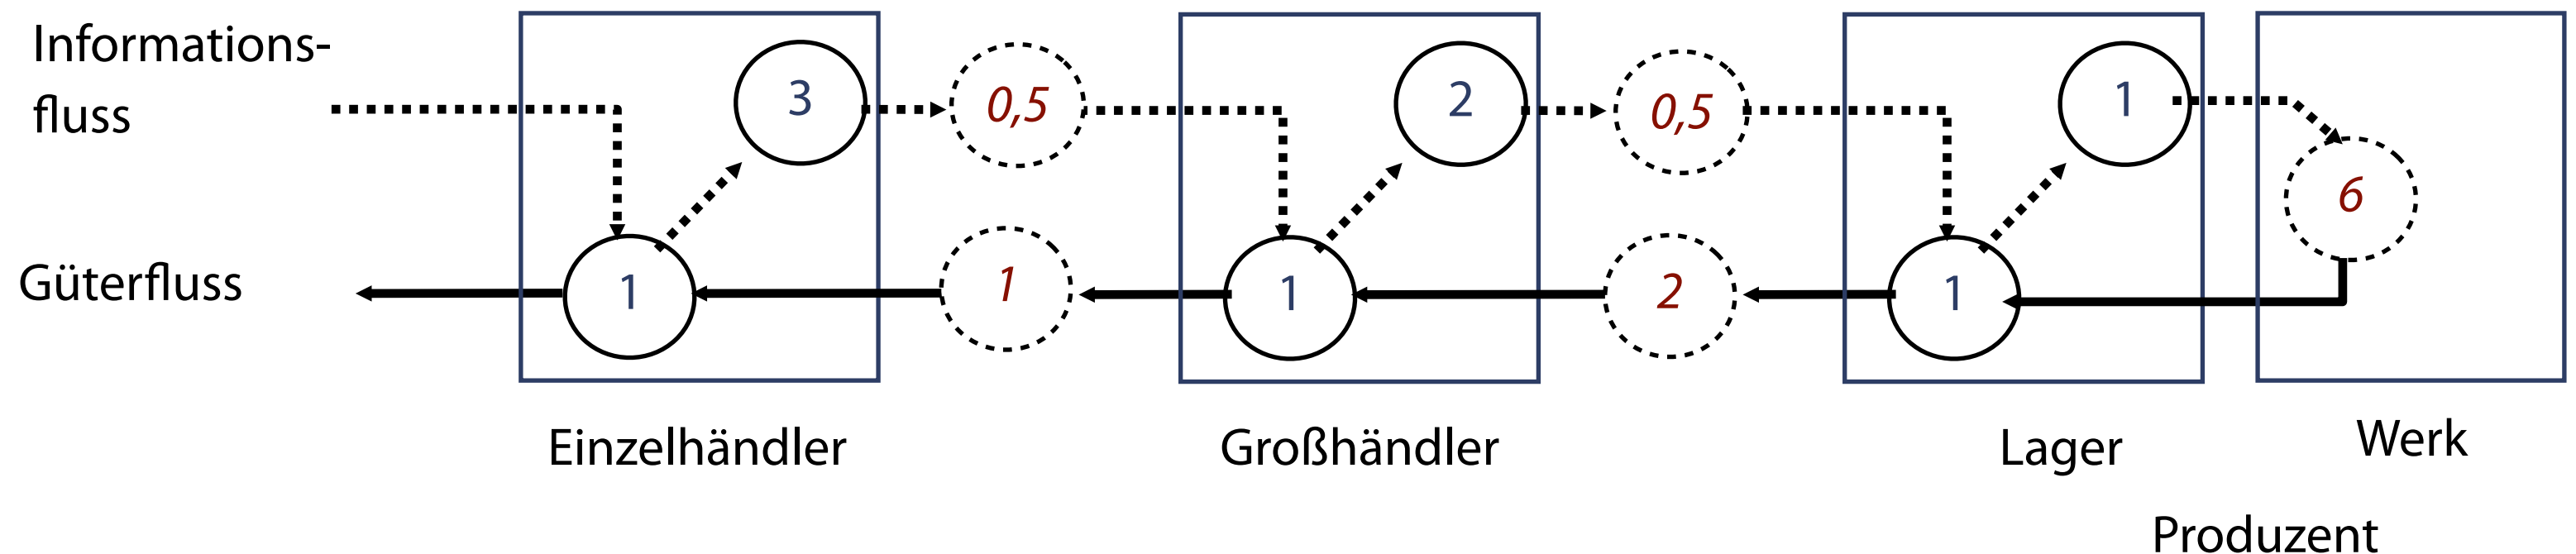 Informations-
fluss
3
0,5
2
0,5
1
6
Güterfluss
1
1
1
2
1
Einzelhändler
Großhändler
Lager
Werk
Produzent